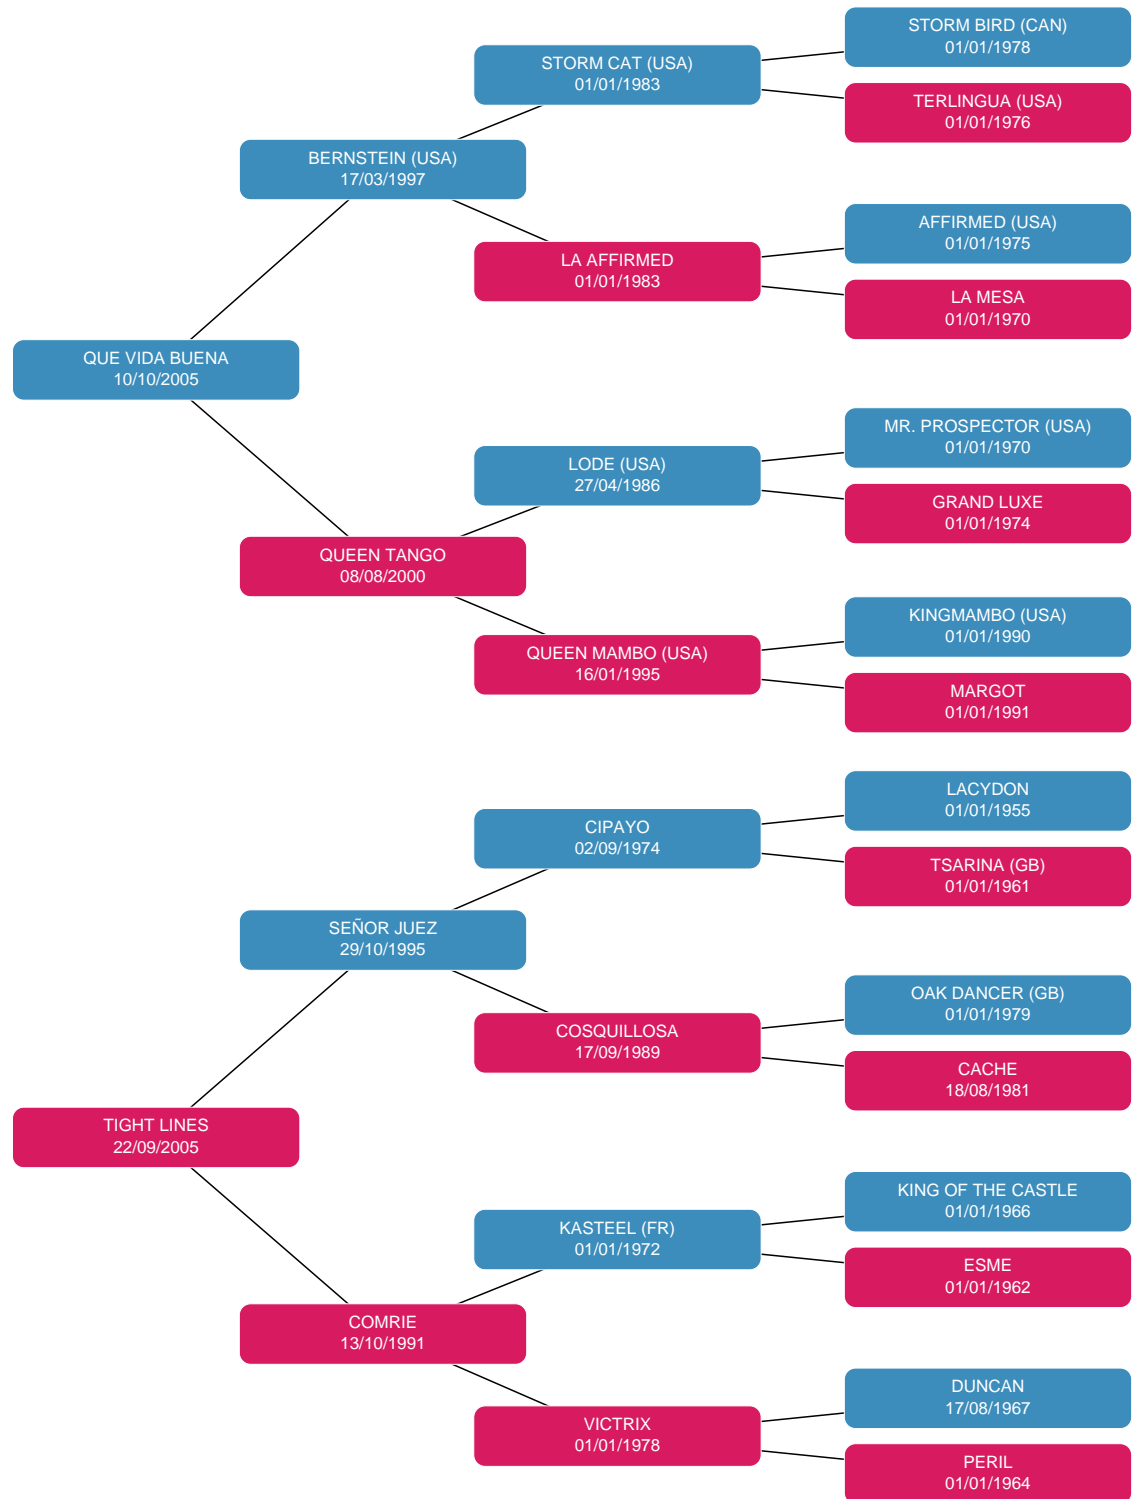 STORM BIRD (CAN)
01/01/1978
STORM CAT (USA)
01/01/1983
TERLINGUA (USA)
01/01/1976
BERNSTEIN (USA)
17/03/1997
AFFIRMED (USA)
01/01/1975
LA AFFIRMED
01/01/1983
LA MESA
01/01/1970
QUE VIDA BUENA
10/10/2005
MR. PROSPECTOR (USA)
01/01/1970
LODE (USA)
27/04/1986
GRAND LUXE
01/01/1974
QUEEN TANGO
08/08/2000
KINGMAMBO (USA)
01/01/1990
QUEEN MAMBO (USA)
16/01/1995
MARGOT
01/01/1991
LACYDON
01/01/1955
CIPAYO
02/09/1974
TSARINA (GB)
01/01/1961
SEÑOR JUEZ
29/10/1995
OAK DANCER (GB)
01/01/1979
COSQUILLOSA
17/09/1989
CACHE
18/08/1981
TIGHT LINES
22/09/2005
KING OF THE CASTLE
01/01/1966
KASTEEL (FR)
01/01/1972
ESME
01/01/1962
COMRIE
13/10/1991
DUNCAN
17/08/1967
VICTRIX
01/01/1978
PERIL
01/01/1964